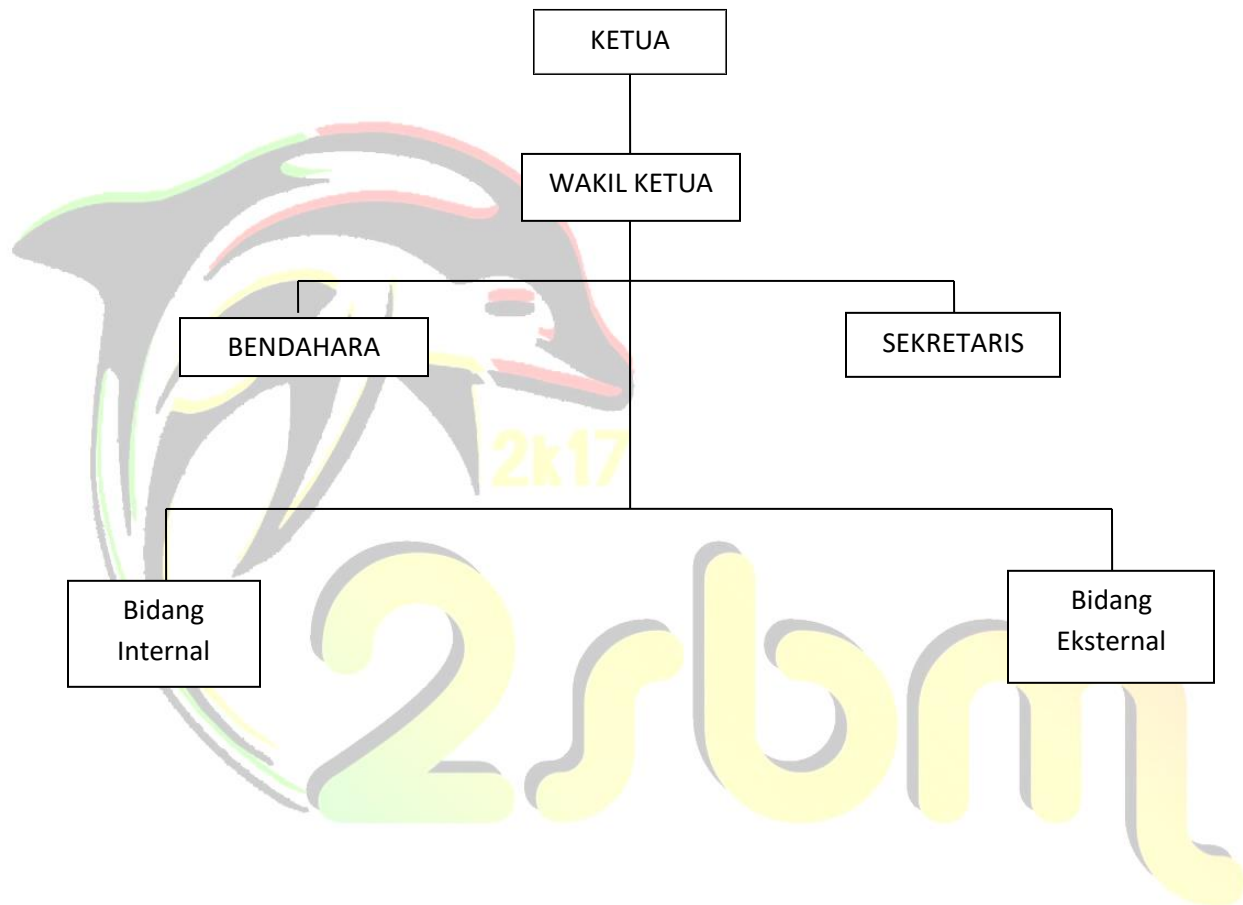 KETUA
WAKIL KETUA
BENDAHARA
SEKRETARIS
2k17
Bidang
Internal
Bidang
Eksternal
2sbm